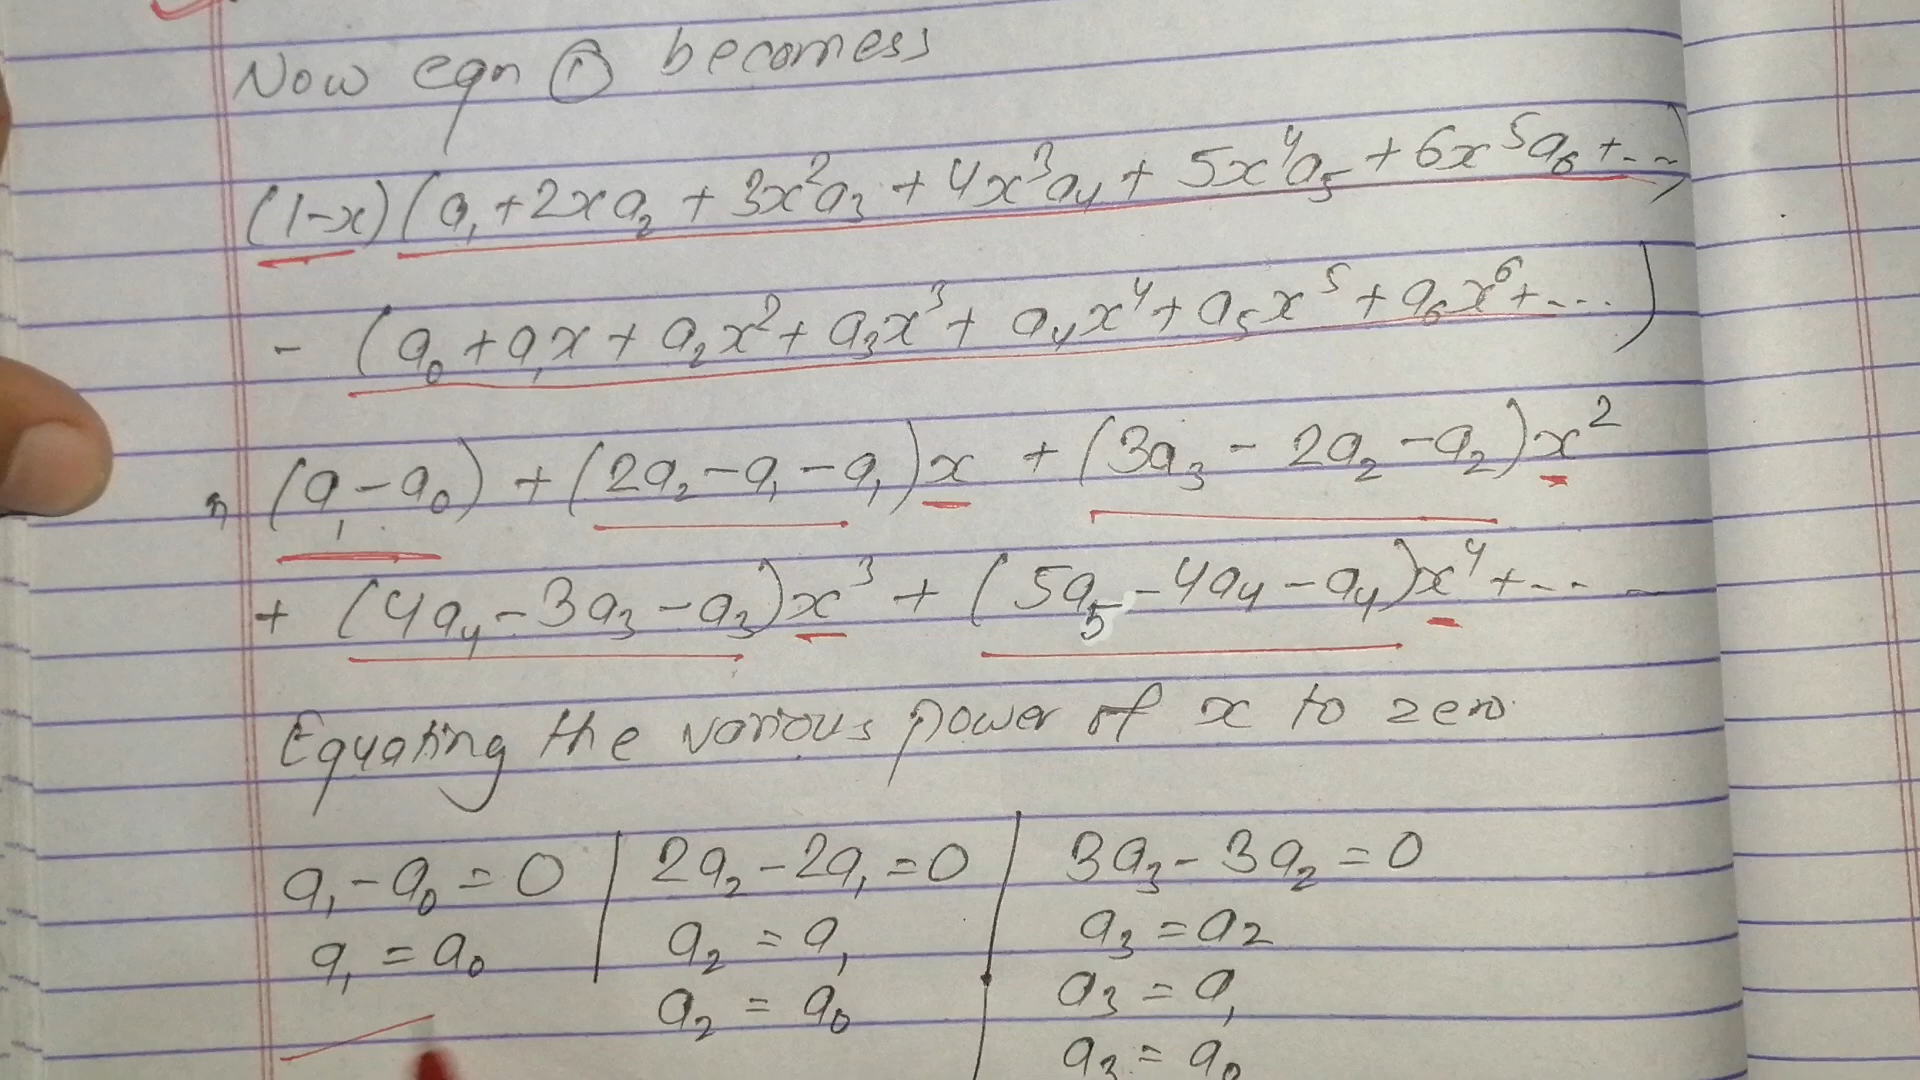 Now eqn ① becomess
(1-x)(a₁+2xa₂+3x²a₃+4x³a₄+5x⁴a₅+6x⁵a₆+...)
-(a₀+a₁x+a₂x²+a₃x³+a₄x⁴+a₅x⁵+a₆x⁶+...)
(a₁-a₀)+(2a₂-a₁-a₁)x+(3a₃-2a₂-a₂)x²
+(4a₄-3a₃-a₃)x³+(5a₅-4a₄-a₄)x⁴+...
Equating the various power of x to zero.
a₁-a₀=0 | 2a₂-2a₁=0 | 3a₃-3a₂=0
a₁=a₀ | a₂=a₁ | a₃=a₂
a₂=a₀ | a₃=a₁
a₃=a₀